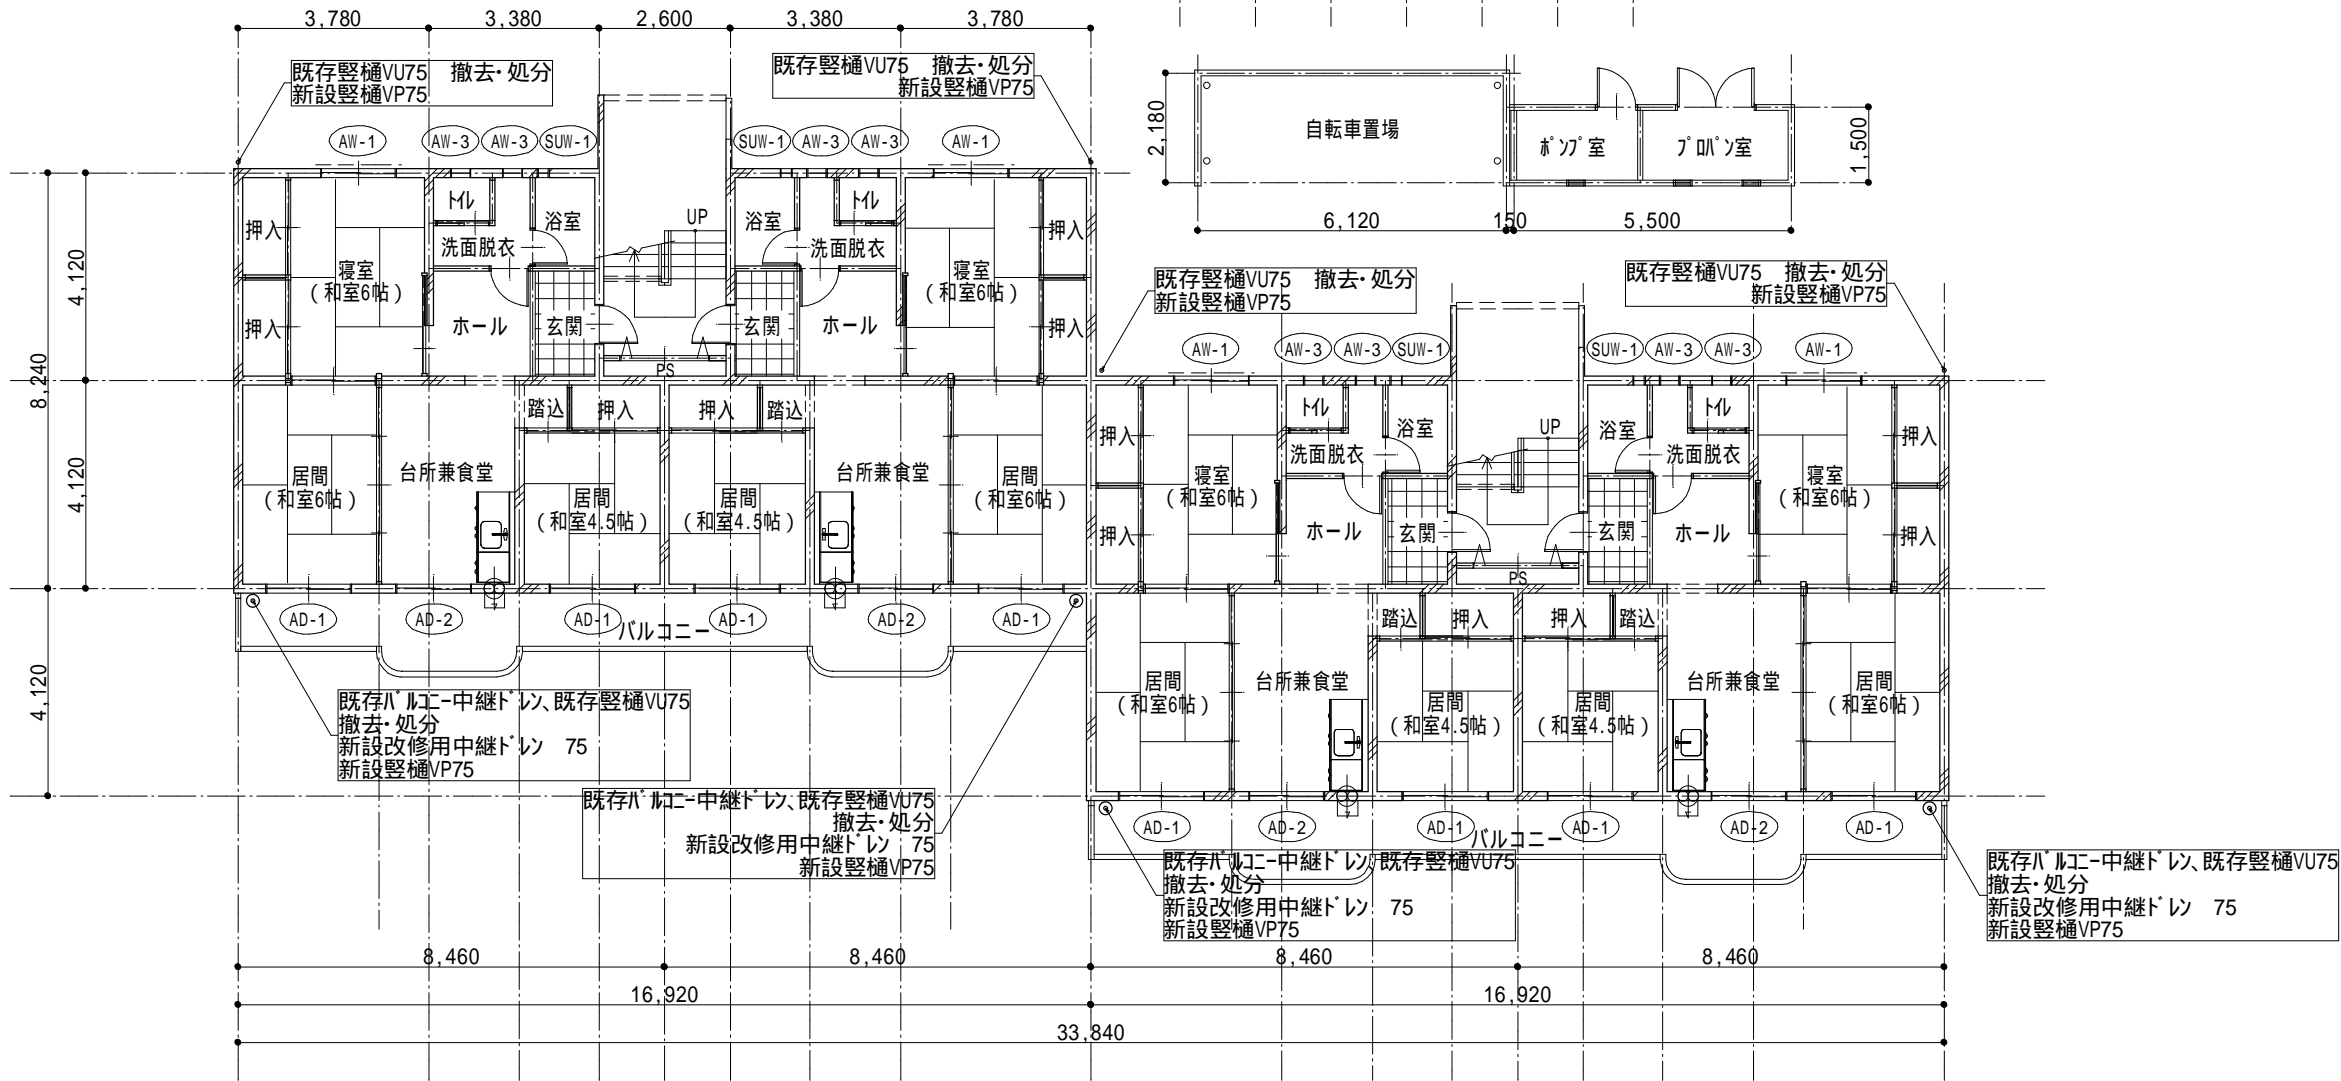 3,780
3,380
2,600
3,380
3,780
既存竪樋VU75 撤去・処分
新設竪樋VP75
既存竪樋VU75 撤去・処分
新設竪樋VP75
AW-1
AW-3
AW-3
SUW-1
SUW-1
AW-3
AW-3
AW-1
2,180
自転車置場
ポンプ室
プロパン室
1,500
6,120
150
5,500
押入
寝室
(和室6帖)
トイレ
浴室
洗面脱衣
UP
浴室
トイレ
洗面脱衣
寝室
(和室6帖)
押入
押入
ホール
玄関
玄関
ホール
押入
PS
4,120
8,240
4,120
4,120
既存竪樋VU75 撤去・処分
新設竪樋VP75
既存竪樋VU75 撤去・処分
新設竪樋VP75
AW-1
AW-3
AW-3
SUW-1
SUW-1
AW-3
AW-3
AW-1
踏込
押入
押入
踏込
居間
(和室6帖)
台所兼食堂
居間
(和室4.5帖)
居間
(和室4.5帖)
台所兼食堂
居間
(和室6帖)
押入
寝室
(和室6帖)
トイレ
浴室
洗面脱衣
UP
浴室
トイレ
洗面脱衣
寝室
(和室6帖)
押入
押入
ホール
玄関
玄関
ホール
押入
PS
AD-1
AD-2
AD-1
バルコニー
AD-1
AD-2
AD-1
踏込
押入
押入
踏込
居間
(和室6帖)
台所兼食堂
居間
(和室4.5帖)
居間
(和室4.5帖)
台所兼食堂
居間
(和室6帖)
既存バルコニー中継ドレン、既存竪樋VU75
撤去・処分
新設改修用中継ドレン 75
新設竪樋VP75
既存バルコニー中継ドレン、既存竪樋VU75
撤去・処分
新設改修用中継ドレン 75
新設竪樋VP75
AD-1
AD-2
AD-1
バルコニー
AD-1
AD-2
AD-1
既存バルコニー中継ドレン、既存竪樋VU75
撤去・処分
新設改修用中継ドレン 75
新設竪樋VP75
既存バルコニー中継ドレン、既存竪樋VU75
撤去・処分
新設改修用中継ドレン 75
新設竪樋VP75
8,460
8,460
8,460
8,460
16,920
16,920
33,840